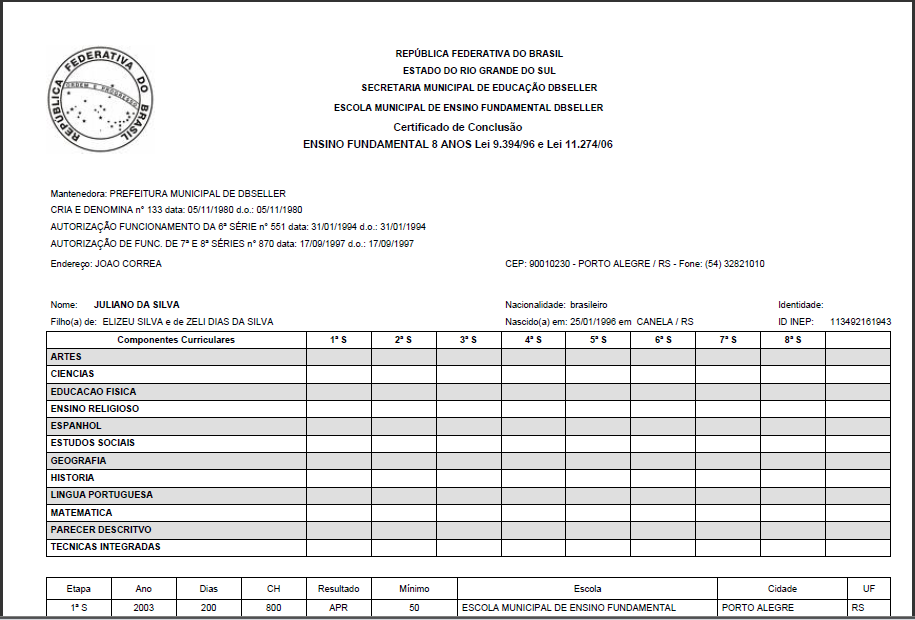 REPÚBLICA FEDERATIVA DO BRASIL
ORDEM E PROGRESSO
REPÚBLICA FEDERATIVA DO BRASIL
ESTADO DO RIO GRANDE DO SUL
SECRETARIA MUNICIPAL DE EDUCAÇÃO DBSELLER
ESCOLA MUNICIPAL DE ENSINO FUNDAMENTAL DBSELLER
Certificado de Conclusão
ENSINO FUNDAMENTAL 8 ANOS Lei 9.394/96 e Lei 11.274/06
Mantenedora: PREFEITURA MUNICIPAL DE DBSELLER
CRIA E DENOMINA n° 133 data: 05/11/1980 d.o.: 05/11/1980
AUTORIZAÇÃO FUNCIONAMENTO DA 6ª SÉRIE n° 551 data: 31/01/1994 d.o.: 31/01/1994
AUTORIZAÇÃO DE FUNC. DE 7ª E 8ª SÉRIES n° 870 data: 17/09/1997 d.o.: 17/09/1997
Endereço: JOAO CORREA CEP: 90010230 - PORTO ALEGRE / RS - Fone: (54) 32821010
Nome: JULIANO DA SILVA Nacionalidade: brasileiro Identidade:
Filho(a) de: ELIZEU SILVA e de ZELI DIAS DA SILVA Nascido(a) em: 25/01/1996 em CANELA / RS ID INEP: 113492161943
Componentes Curriculares 1ª S 2ª S 3ª S 4ª S 5ª S 6ª S 7ª S 8ª S
ARTES
CIENCIAS
EDUCACAO FISICA
ENSINO RELIGIOSO
ESPANHOL
ESTUDOS SOCIAIS
GEOGRAFIA
HISTORIA
LINGUA PORTUGUESA
MATEMATICA
PARECER DESCRITVO
TECNICAS INTEGRADAS
Etapa Ano Dias CH Resultado Mínimo Escola Cidade UF
1ª S 2003 200 800 APR 50 ESCOLA MUNICIPAL DE ENSINO FUNDAMENTAL PORTO ALEGRE RS